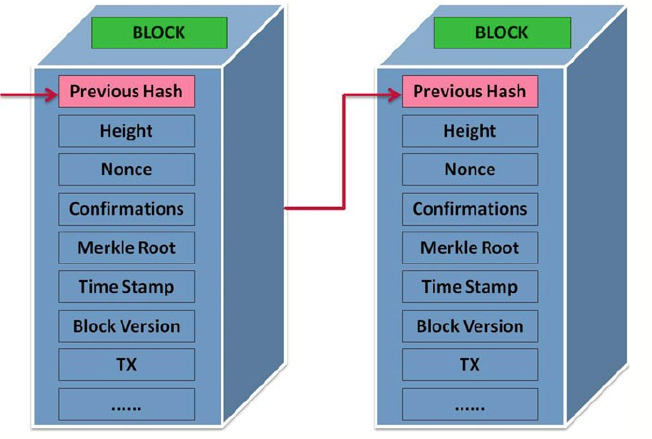 BLOCK
Previous Hash
Height
Nonce
Confirmations
Merkle Root
Time Stamp
Block Version
TX
......
BLOCK
Previous Hash
Height
Nonce
Confirmations
Merkle Root
Time Stamp
Block Version
TX
......